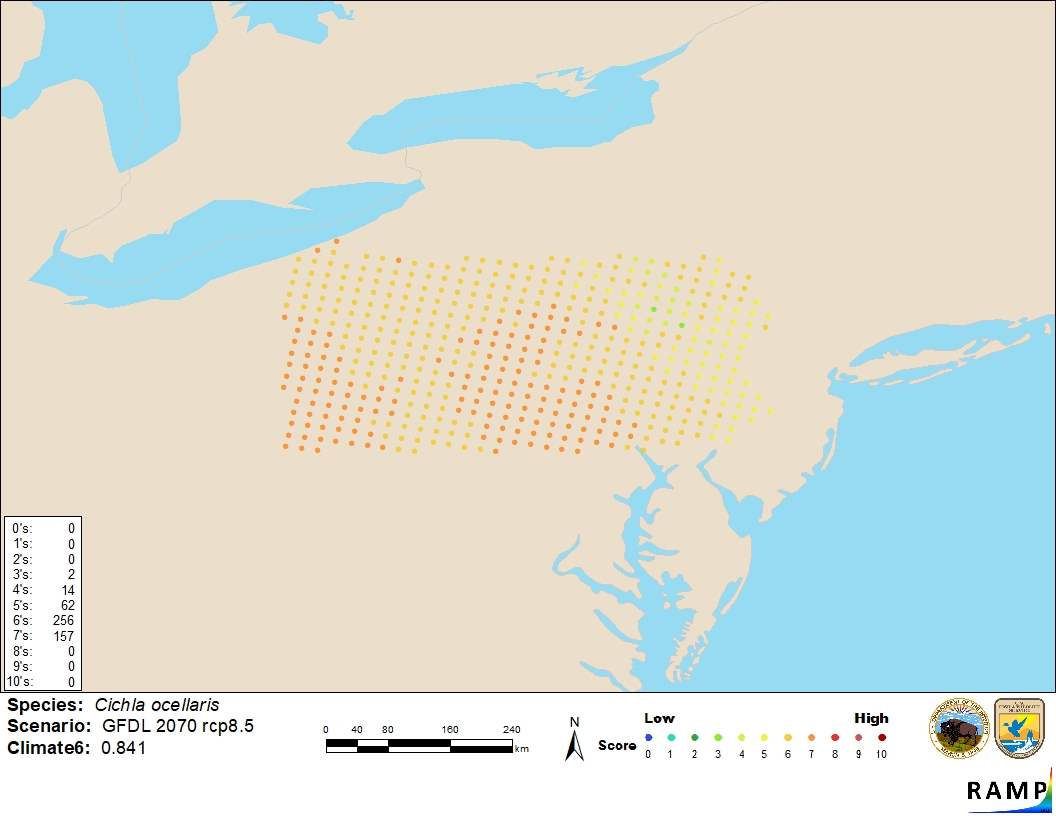 0's: 0
1's: 0
2's: 0
3's: 2
4's: 14
5's: 62
6's: 256
7's: 157
8's: 0
9's: 0
10's: 0
Species: Cichla ocellaris
Scenario: GFDL 2070 rcp8.5
Climate6: 0.841
0 40 80 160 240
km
N
Low High
Score
0 1 2 3 4 5 6 7 8 9 10
RAMP